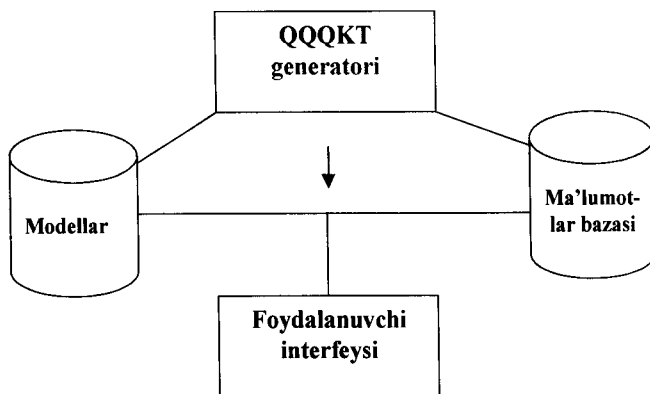 QQQKT
generatori
Modellar
Ma'lumot-
lar bazasi
Foydalanuvchi
interfeysi